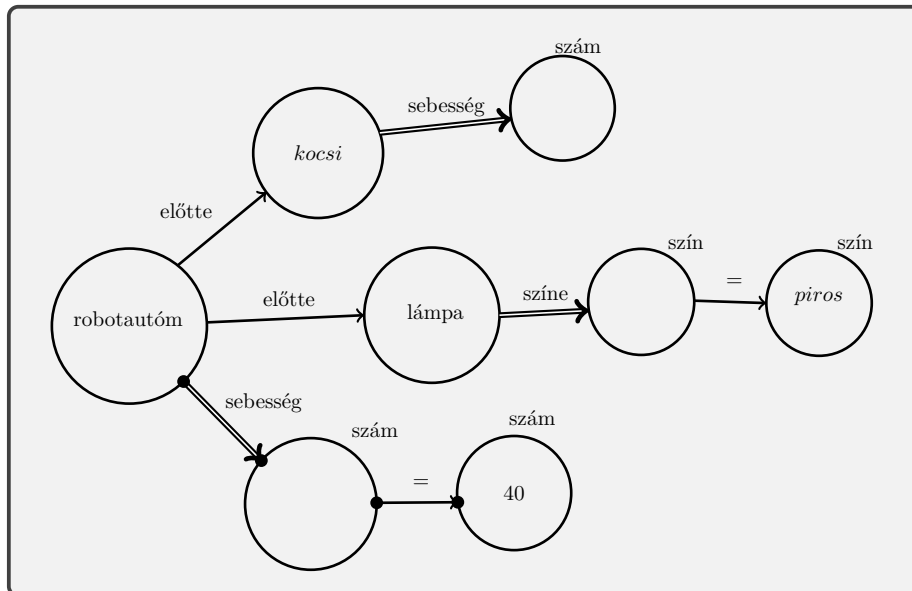 szám
sebesség
kocsi
előtte
szín
szín
színe
=
piros
előtte
lámpa
robotautóm
sebesség
szám
szám
=
40